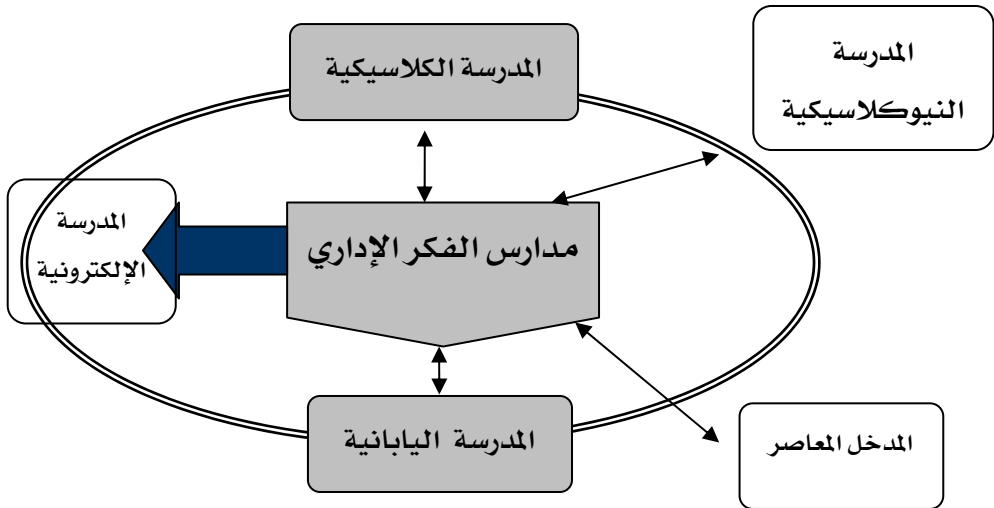 المدرسة الكلاسيكية
المدرسة
النيوكلاسيكية
مدارس الفكر الإداري
المدرسة
الإلكترونية
المدرسة اليابانية
المدخل المعاصر